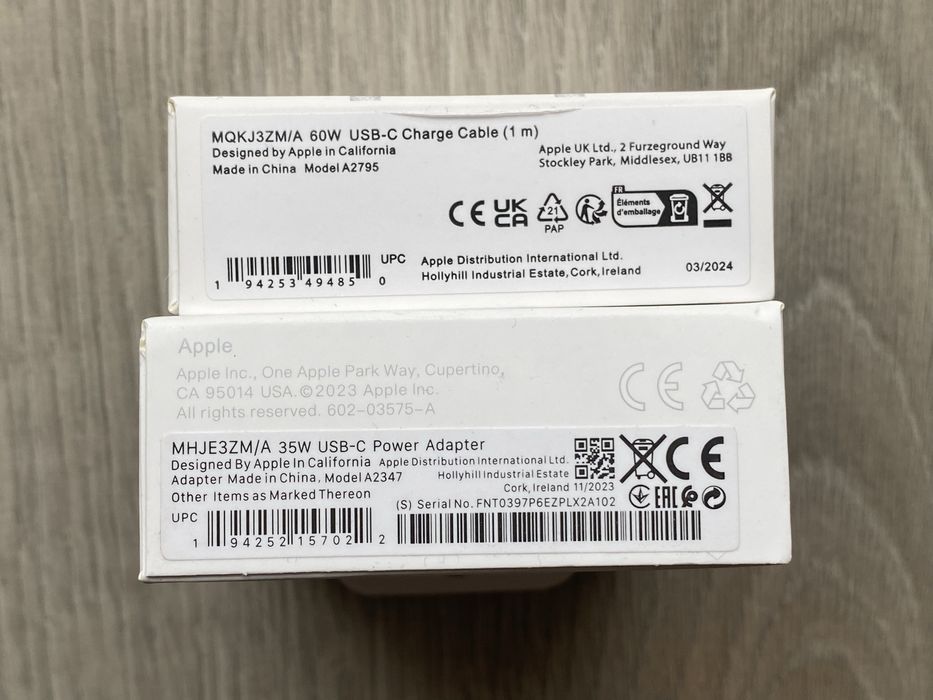 MQKJ3ZM/A 60W USB-C Charge Cable (1 m)
Designed by Apple in California
Made in China Model A2795
Apple UK Ltd., 2 Furzeground Way
Stockley Park, Middlesex, UB11 1BB
CE UK
CA
21
PAP
FR
Éléments
d'emballage
UPC
1 94253 49485 0
Apple Distribution International Ltd.
Hollyhill Industrial Estate, Cork, Ireland
03/2024
Apple
Apple Inc., One Apple Park Way, Cupertino,
CA 95014 USA. ©2023 Apple Inc.
All rights reserved. 602-03575-A
CE
MHJE3ZM/A 35W USB-C Power Adapter
Designed By Apple In California
Adapter Made in China, Model A2347
Other Items as Marked Thereon
Apple Distribution International Ltd.
Hollyhill Industrial Estate
Cork, Ireland 11/2023
CE
EAC
(S) Serial No. FNT0397P6EZPLX2A102
UPC
1 94252 15702 2